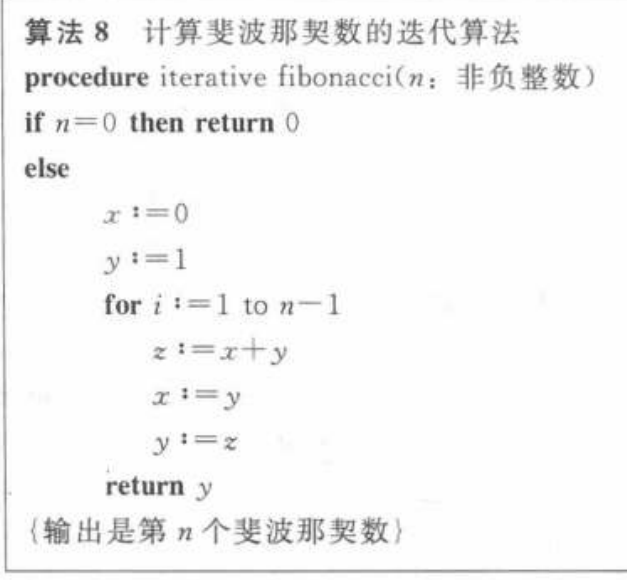 算法 8 计算斐波那契数的迭代算法
procedure iterative fibonacci(n：非负整数)
if n=0 then return 0
else
x :=0
y :=1
for i :=1 to n−1
z :=x+y
x :=y
y :=z
return y
{输出是第 n 个斐波那契数}